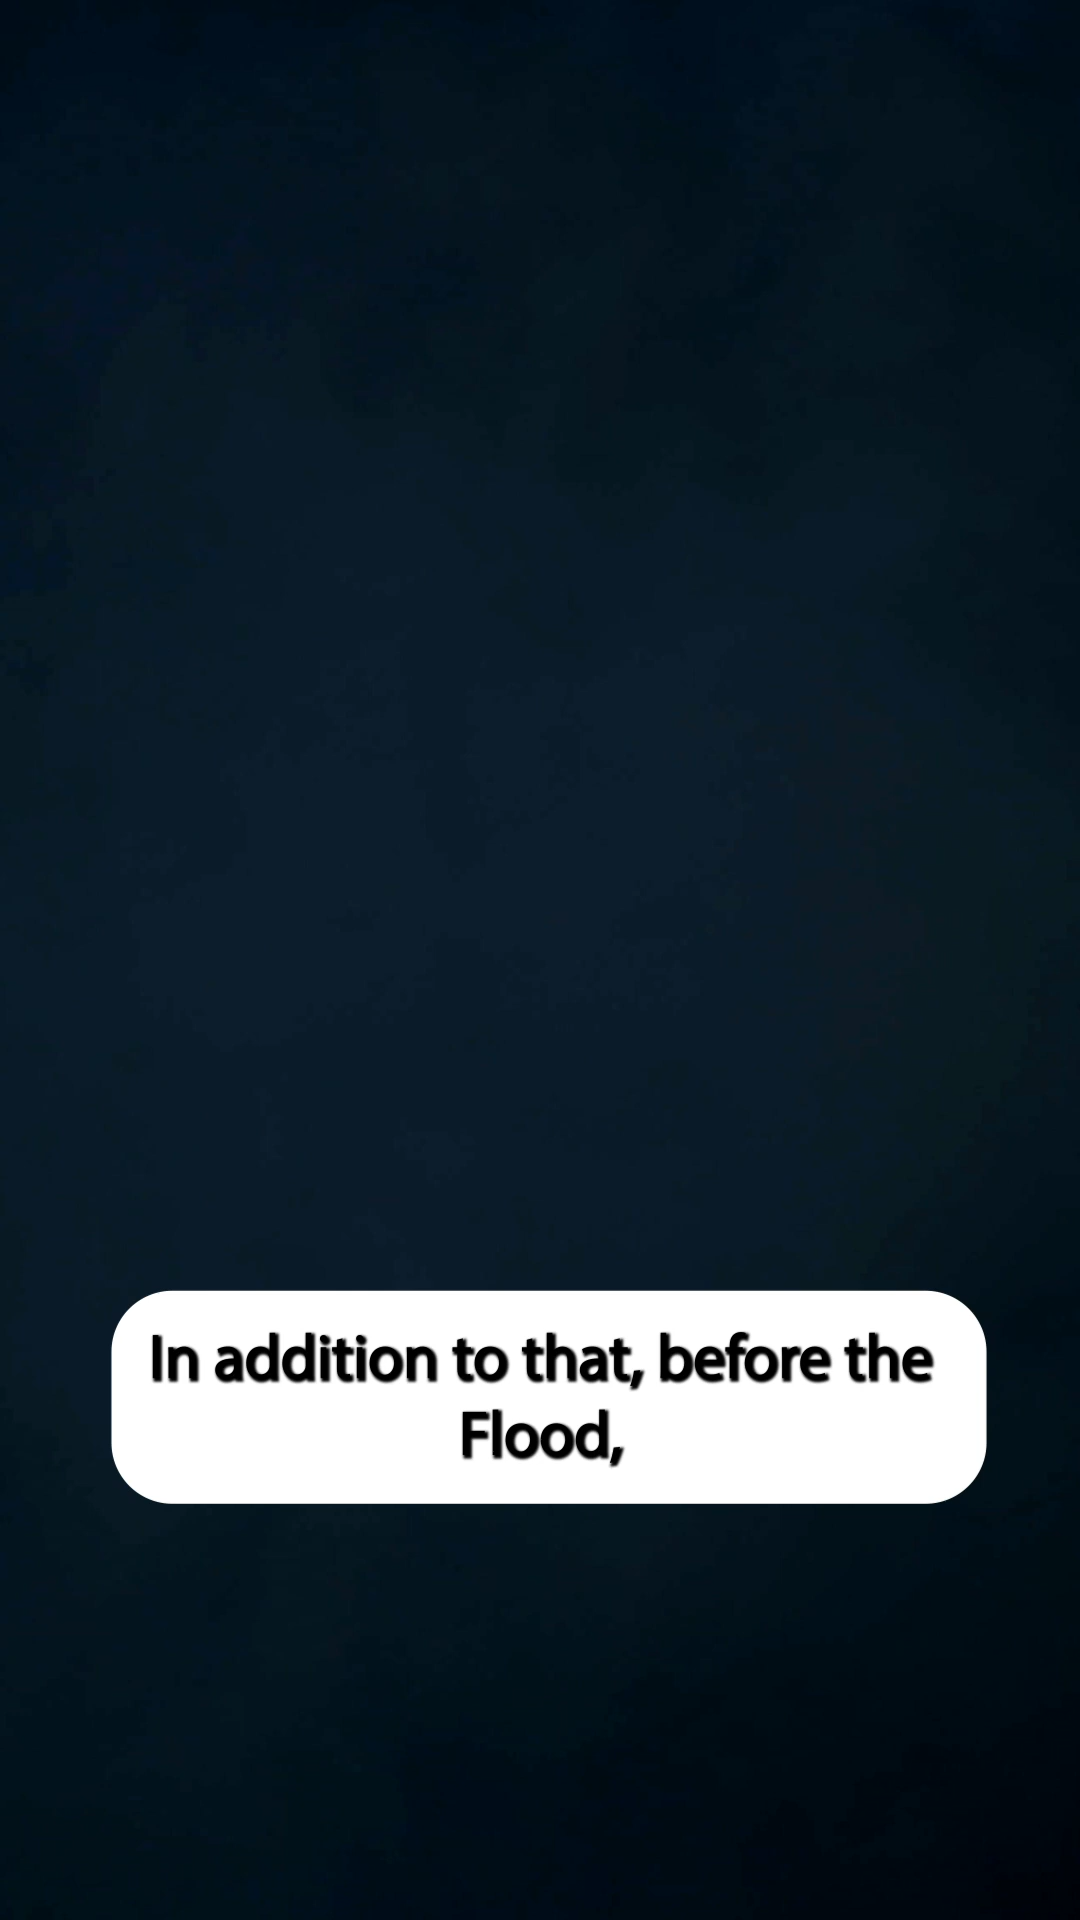 In addition to that, before the
Flood,